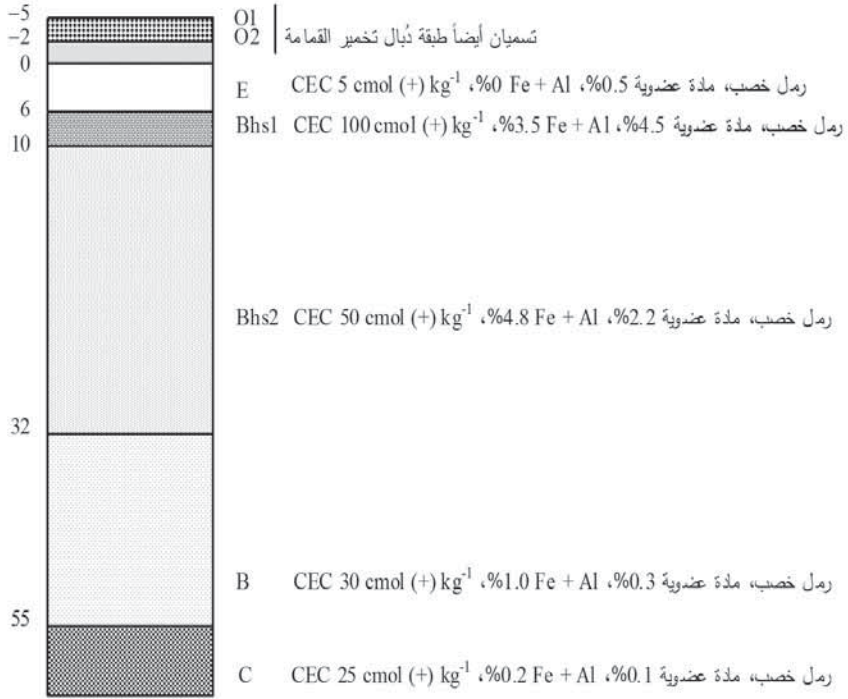 −5
O1
−2
O2
تسميان أيضاً طبقة دُبال تخمير القمامة
0
E رمل خصب، مادة عضوية 0.5%، CEC 5 cmol (+) kg⁻¹ ،%0 Fe + Al
6
Bhs1 رمل خصب، مادة عضوية 4.5%، CEC 100 cmol (+) kg⁻¹ ،%3.5 Fe + Al
10
Bhs2 رمل خصب، مادة عضوية 2.2%، CEC 50 cmol (+) kg⁻¹ ،%4.8 Fe + Al
32
B رمل خصب، مادة عضوية 0.3%، CEC 30 cmol (+) kg⁻¹ ،%1.0 Fe + Al
55
C رمل خصب، مادة عضوية 0.1%، CEC 25 cmol (+) kg⁻¹ ،%0.2 Fe + Al